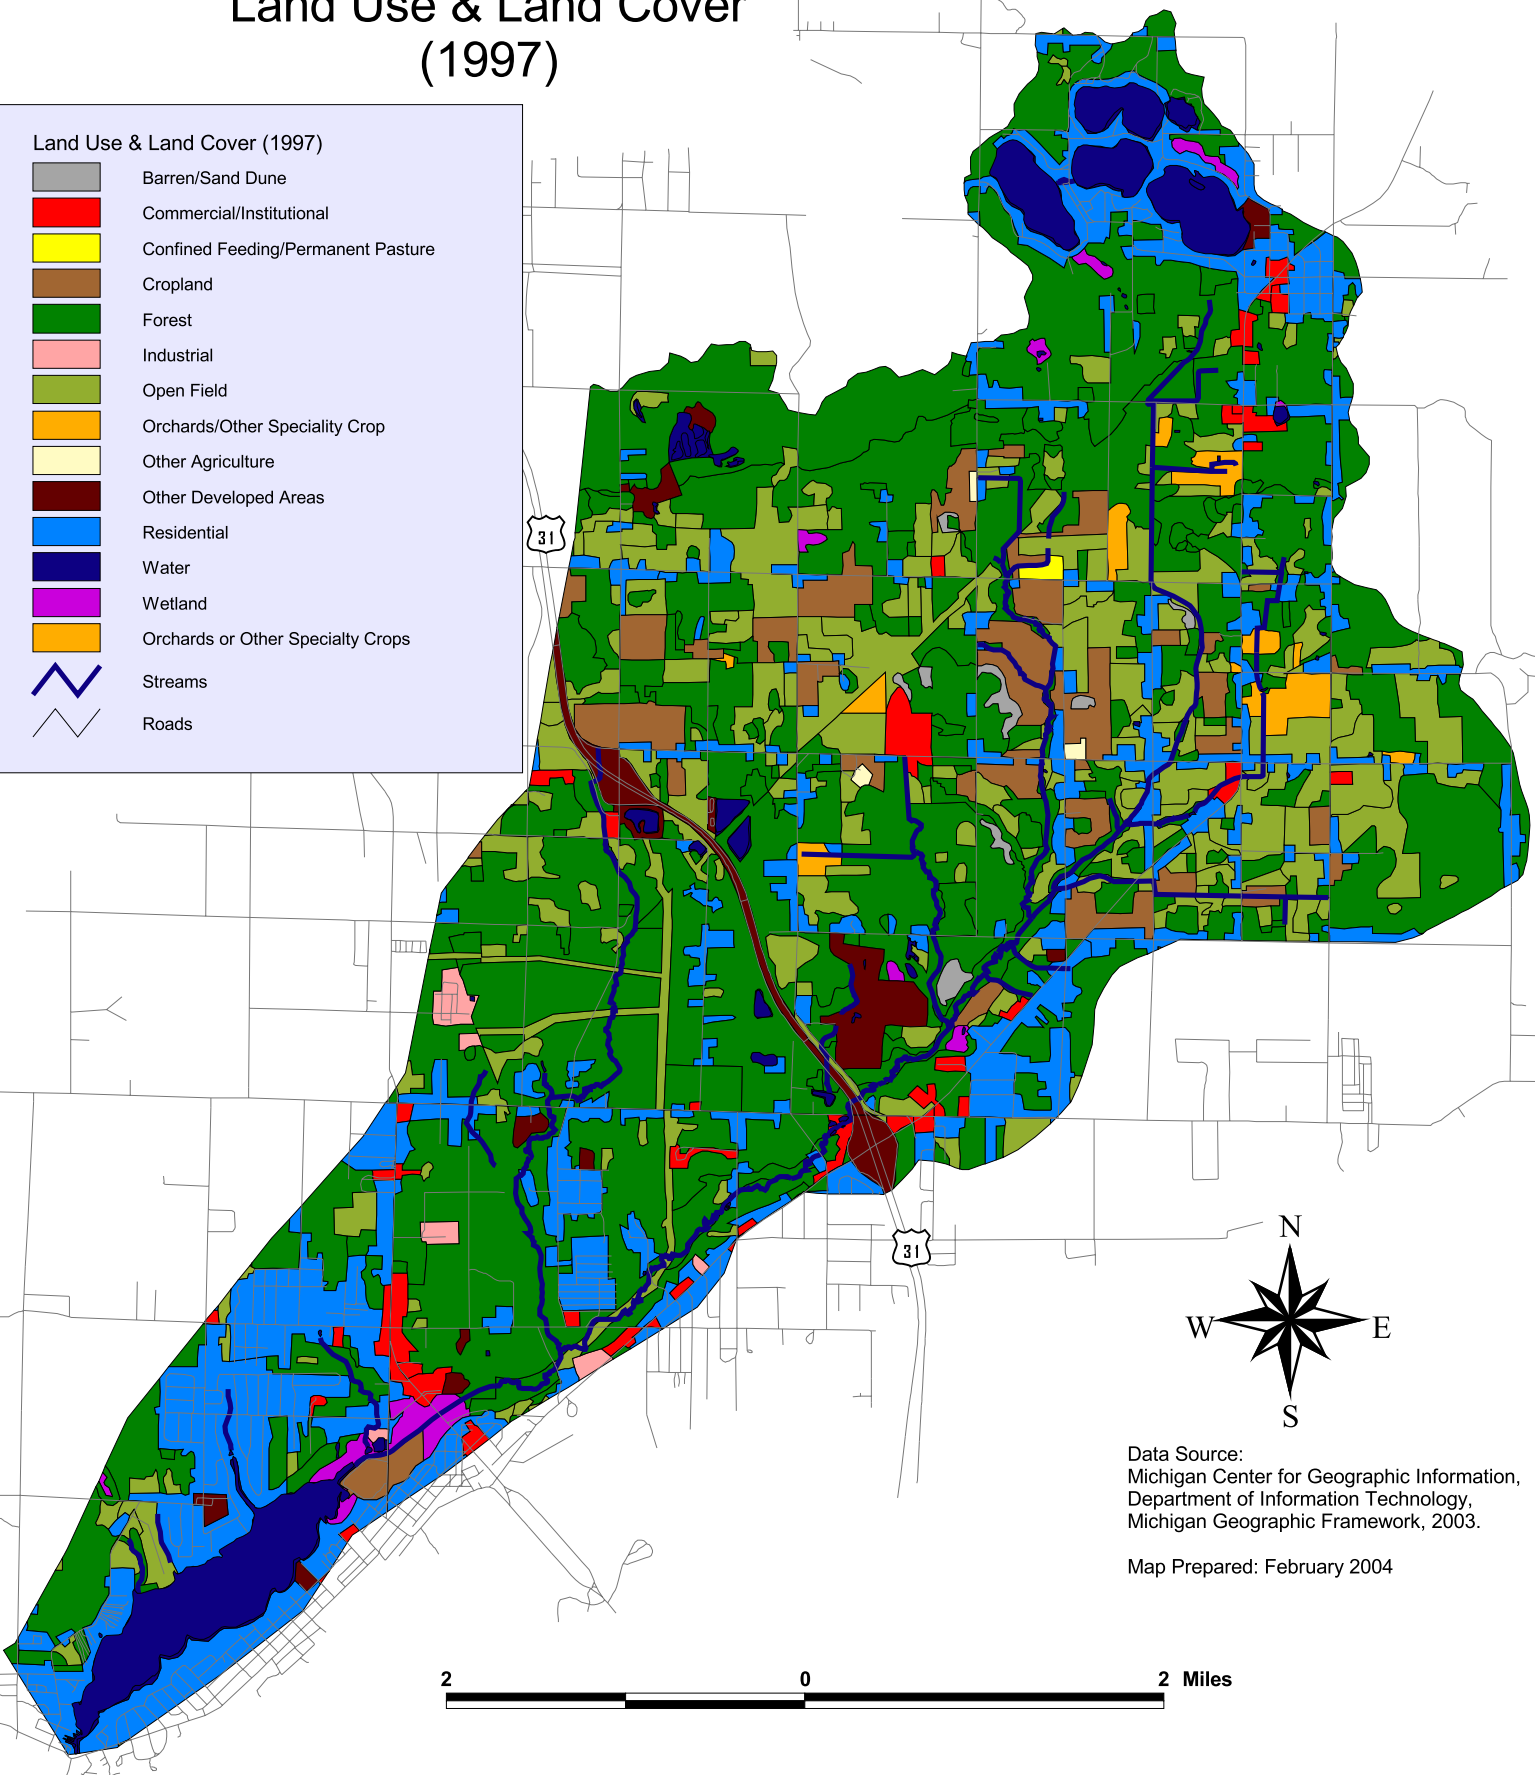 Land Use & Land Cover
(1997)
Land Use & Land Cover (1997)
Barren/Sand Dune
Commercial/Institutional
Confined Feeding/Permanent Pasture
Cropland
Forest
Industrial
Open Field
Orchards/Other Speciality Crop
Other Agriculture
Other Developed Areas
Residential
Water
Wetland
Orchards or Other Specialty Crops
Streams
Roads
31
31
N
W E
S
Data Source:
Michigan Center for Geographic Information,
Department of Information Technology,
Michigan Geographic Framework, 2003.
Map Prepared: February 2004
2 0 2 Miles